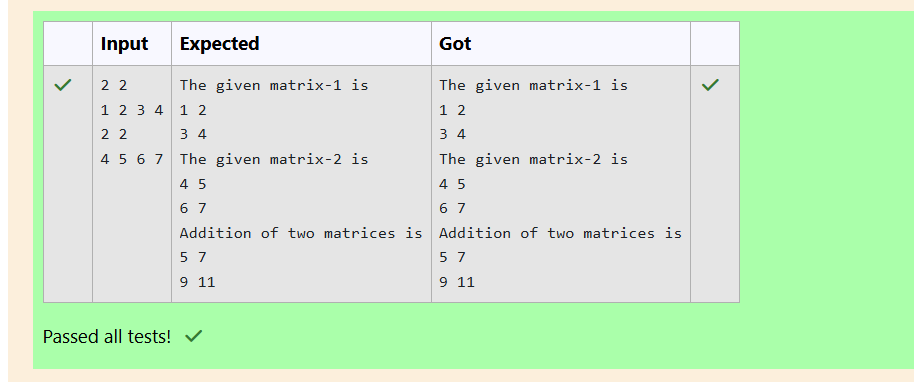 Input Expected Got
2 2 The given matrix-1 is The given matrix-1 is
1 2 3 4 1 2 1 2
2 2 3 4 3 4
4 5 6 7 The given matrix-2 is The given matrix-2 is
4 5 4 5
6 7 6 7
Addition of two matrices is Addition of two matrices is
5 7 5 7
9 11 9 11
Passed all tests!